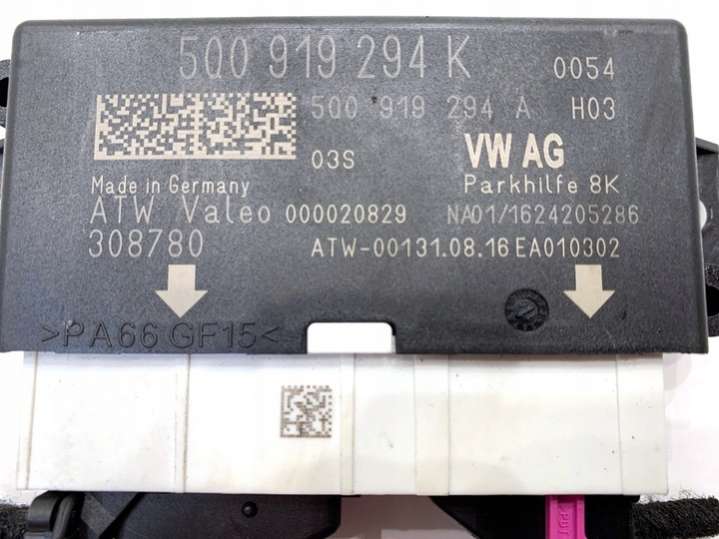 5Q0 919 294 K 0054
5Q0 919 294 A H03
03S VW AG
Made in Germany Parkhilfe 8K
ATW Valeo 000020829 NA01/1624205286
308780 ATW-00131.08.16 EA010302
>PA66 GF15<